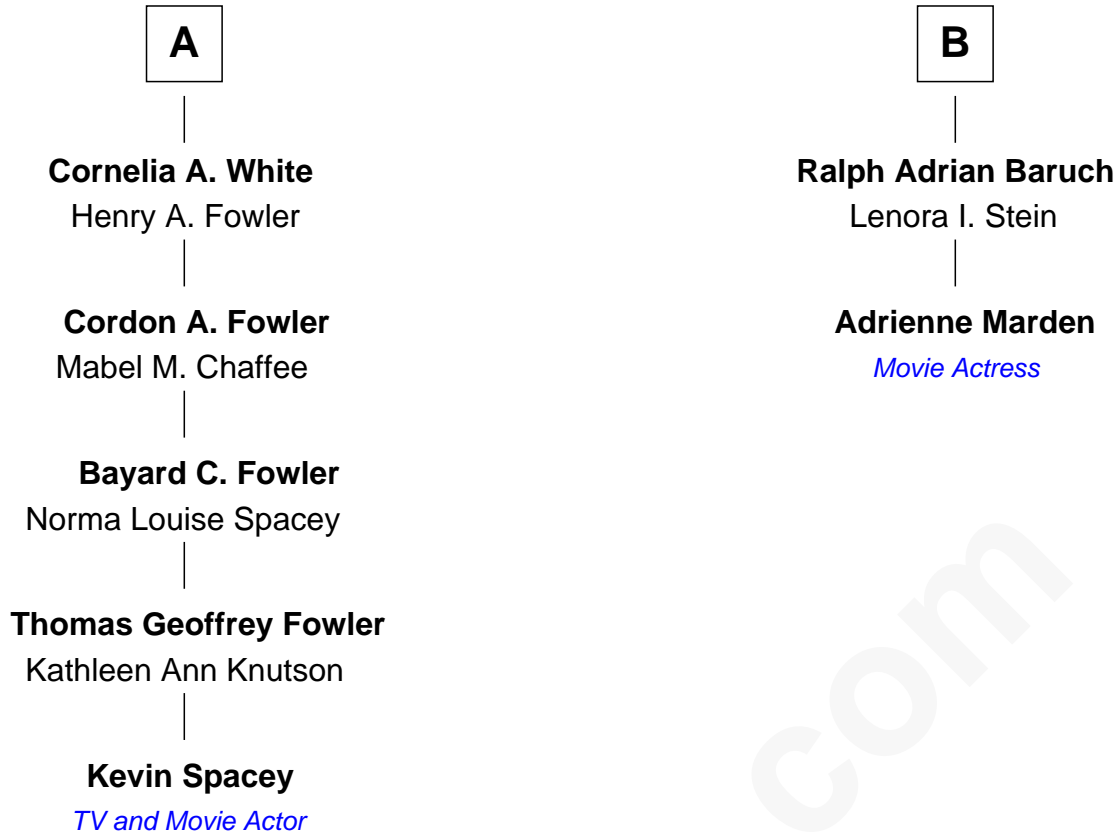 A
Cornelia A. White
Henry A. Fowler
Cordon A. Fowler
Mabel M. Chaffee
Bayard C. Fowler
Norma Louise Spacey
Thomas Geoffrey Fowler
Kathleen Ann Knutson
Kevin Spacey
TV and Movie Actor
B
Ralph Adrian Baruch
Lenora I. Stein
Adrienne Marden
Movie Actress
com